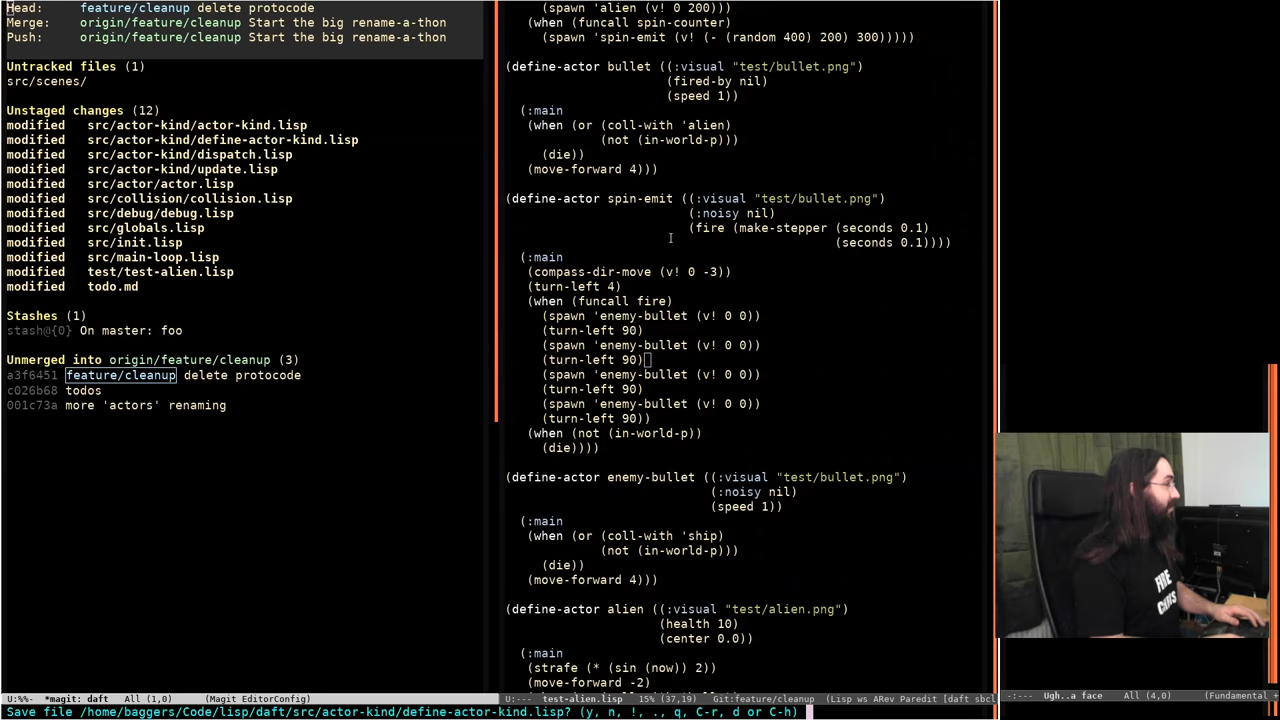 Head:     feature/cleanup delete protocode
Merge:    origin/feature/cleanup Start the big rename-a-thon
Push:     origin/feature/cleanup Start the big rename-a-thon
Untracked files (1)
src/scenes/
Unstaged changes (12)
modified   src/actor-kind/actor-kind.lisp
modified   src/actor-kind/define-actor-kind.lisp
modified   src/actor-kind/dispatch.lisp
modified   src/actor-kind/update.lisp
modified   src/actor/actor.lisp
modified   src/collision/collision.lisp
modified   src/debug/debug.lisp
modified   src/globals.lisp
modified   src/init.lisp
modified   src/main-loop.lisp
modified   test/test-alien.lisp
modified   todo.md
Stashes (1)
stash@{0} On master: foo
Unmerged into origin/feature/cleanup (3)
a3f6451 feature/cleanup delete protocode
c026b68 todos
001c73a more 'actors' renaming
U:%%-  *magit: daft   All (1,0)      (Magit EditorConfig)
(spawn 'alien (v! 0 200)))
(when (funcall spin-counter)
(spawn 'spin-emit (v! (- (random 400) 200) 300)))))
(define-actor bullet ((:visual "test/bullet.png")
(fired-by nil)
(speed 1))
(:main
(when (or (coll-with 'alien)
(not (in-world-p)))
(die))
(move-forward 4)))
(define-actor spin-emit ((:visual "test/bullet.png")
(:noisy nil)
(fire (make-stepper (seconds 0.1)
(seconds 0.1))))
(:main
(compass-dir-move (v! 0 -3))
(turn-left 4)
(when (funcall fire)
(spawn 'enemy-bullet (v! 0 0))
(turn-left 90)
(spawn 'enemy-bullet (v! 0 0))
(turn-left 90)
(spawn 'enemy-bullet (v! 0 0))
(turn-left 90)
(spawn 'enemy-bullet (v! 0 0))
(turn-left 90))
(when (not (in-world-p))
(die))))
(define-actor enemy-bullet ((:visual "test/bullet.png")
(:noisy nil)
(speed 1))
(:main
(when (or (coll-with 'ship)
(not (in-world-p)))
(die))
(move-forward 4)))
(define-actor alien ((:visual "test/alien.png")
(health 10)
(center 0.0))
(:main
(strafe (* (sin (now)) 2))
(move-forward -2)
U:---  test-alien.lisp   15% (37,19)   Git:feature/cleanup  (Lisp ws ARev Paredit [daft sbcl
-:---  Ugh..a face    All (4,0)      (Fundamental +
Save file /home/baggers/Code/lisp/daft/src/actor-kind/define-actor-kind.lisp? (y, n, !, ., q, C-r, d or C-h)